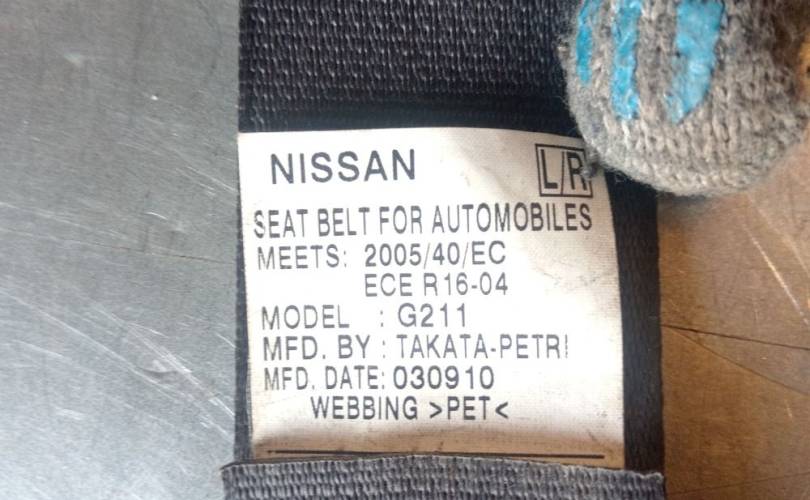 NISSAN L/R
SEAT BELT FOR AUTOMOBILES
MEETS: 2005/40/EC
ECE R16-04
MODEL : G211
MFD. BY : TAKATA-PETRI
MFD. DATE: 030910
WEBBING >PET<